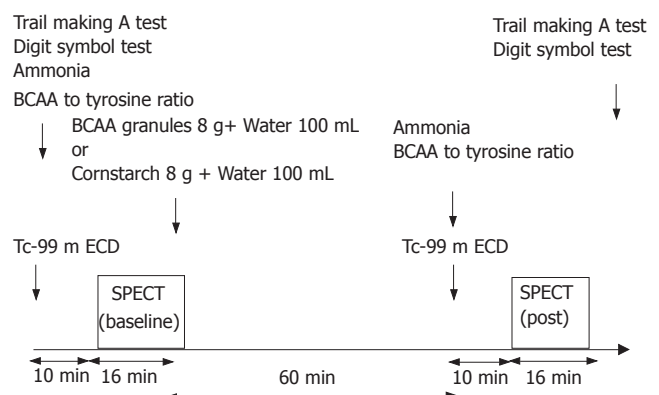 Trail making A test
Digit symbol test
Ammonia
BCAA to tyrosine ratio
BCAA granules 8 g+ Water 100 mL
or
Cornstarch 8 g + Water 100 mL
Trail making A test
Digit symbol test
Ammonia
BCAA to tyrosine ratio
Tc-99 m ECD
Tc-99 m ECD
SPECT
(baseline)
SPECT
(post)
10 min
16 min
60 min
10 min
16 min